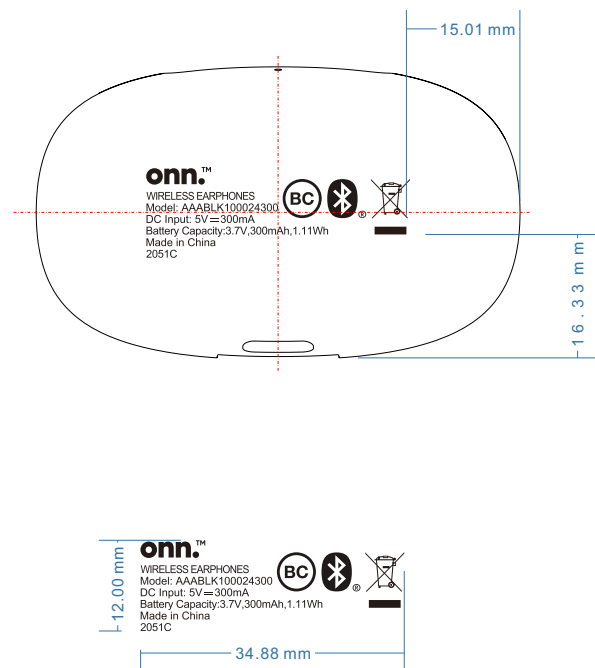 15.01 mm
onn.™
WIRELESS EARPHONES
Model: AAABLK100024300
DC Input: 5V⎓300mA
Battery Capacity:3.7V,300mAh,1.11Wh
Made in China
2051C
BC
®
16.33 mm
onn.™
WIRELESS EARPHONES
Model: AAABLK100024300
DC Input: 5V⎓300mA
Battery Capacity:3.7V,300mAh,1.11Wh
Made in China
2051C
BC
®
12.00 mm
34.88 mm